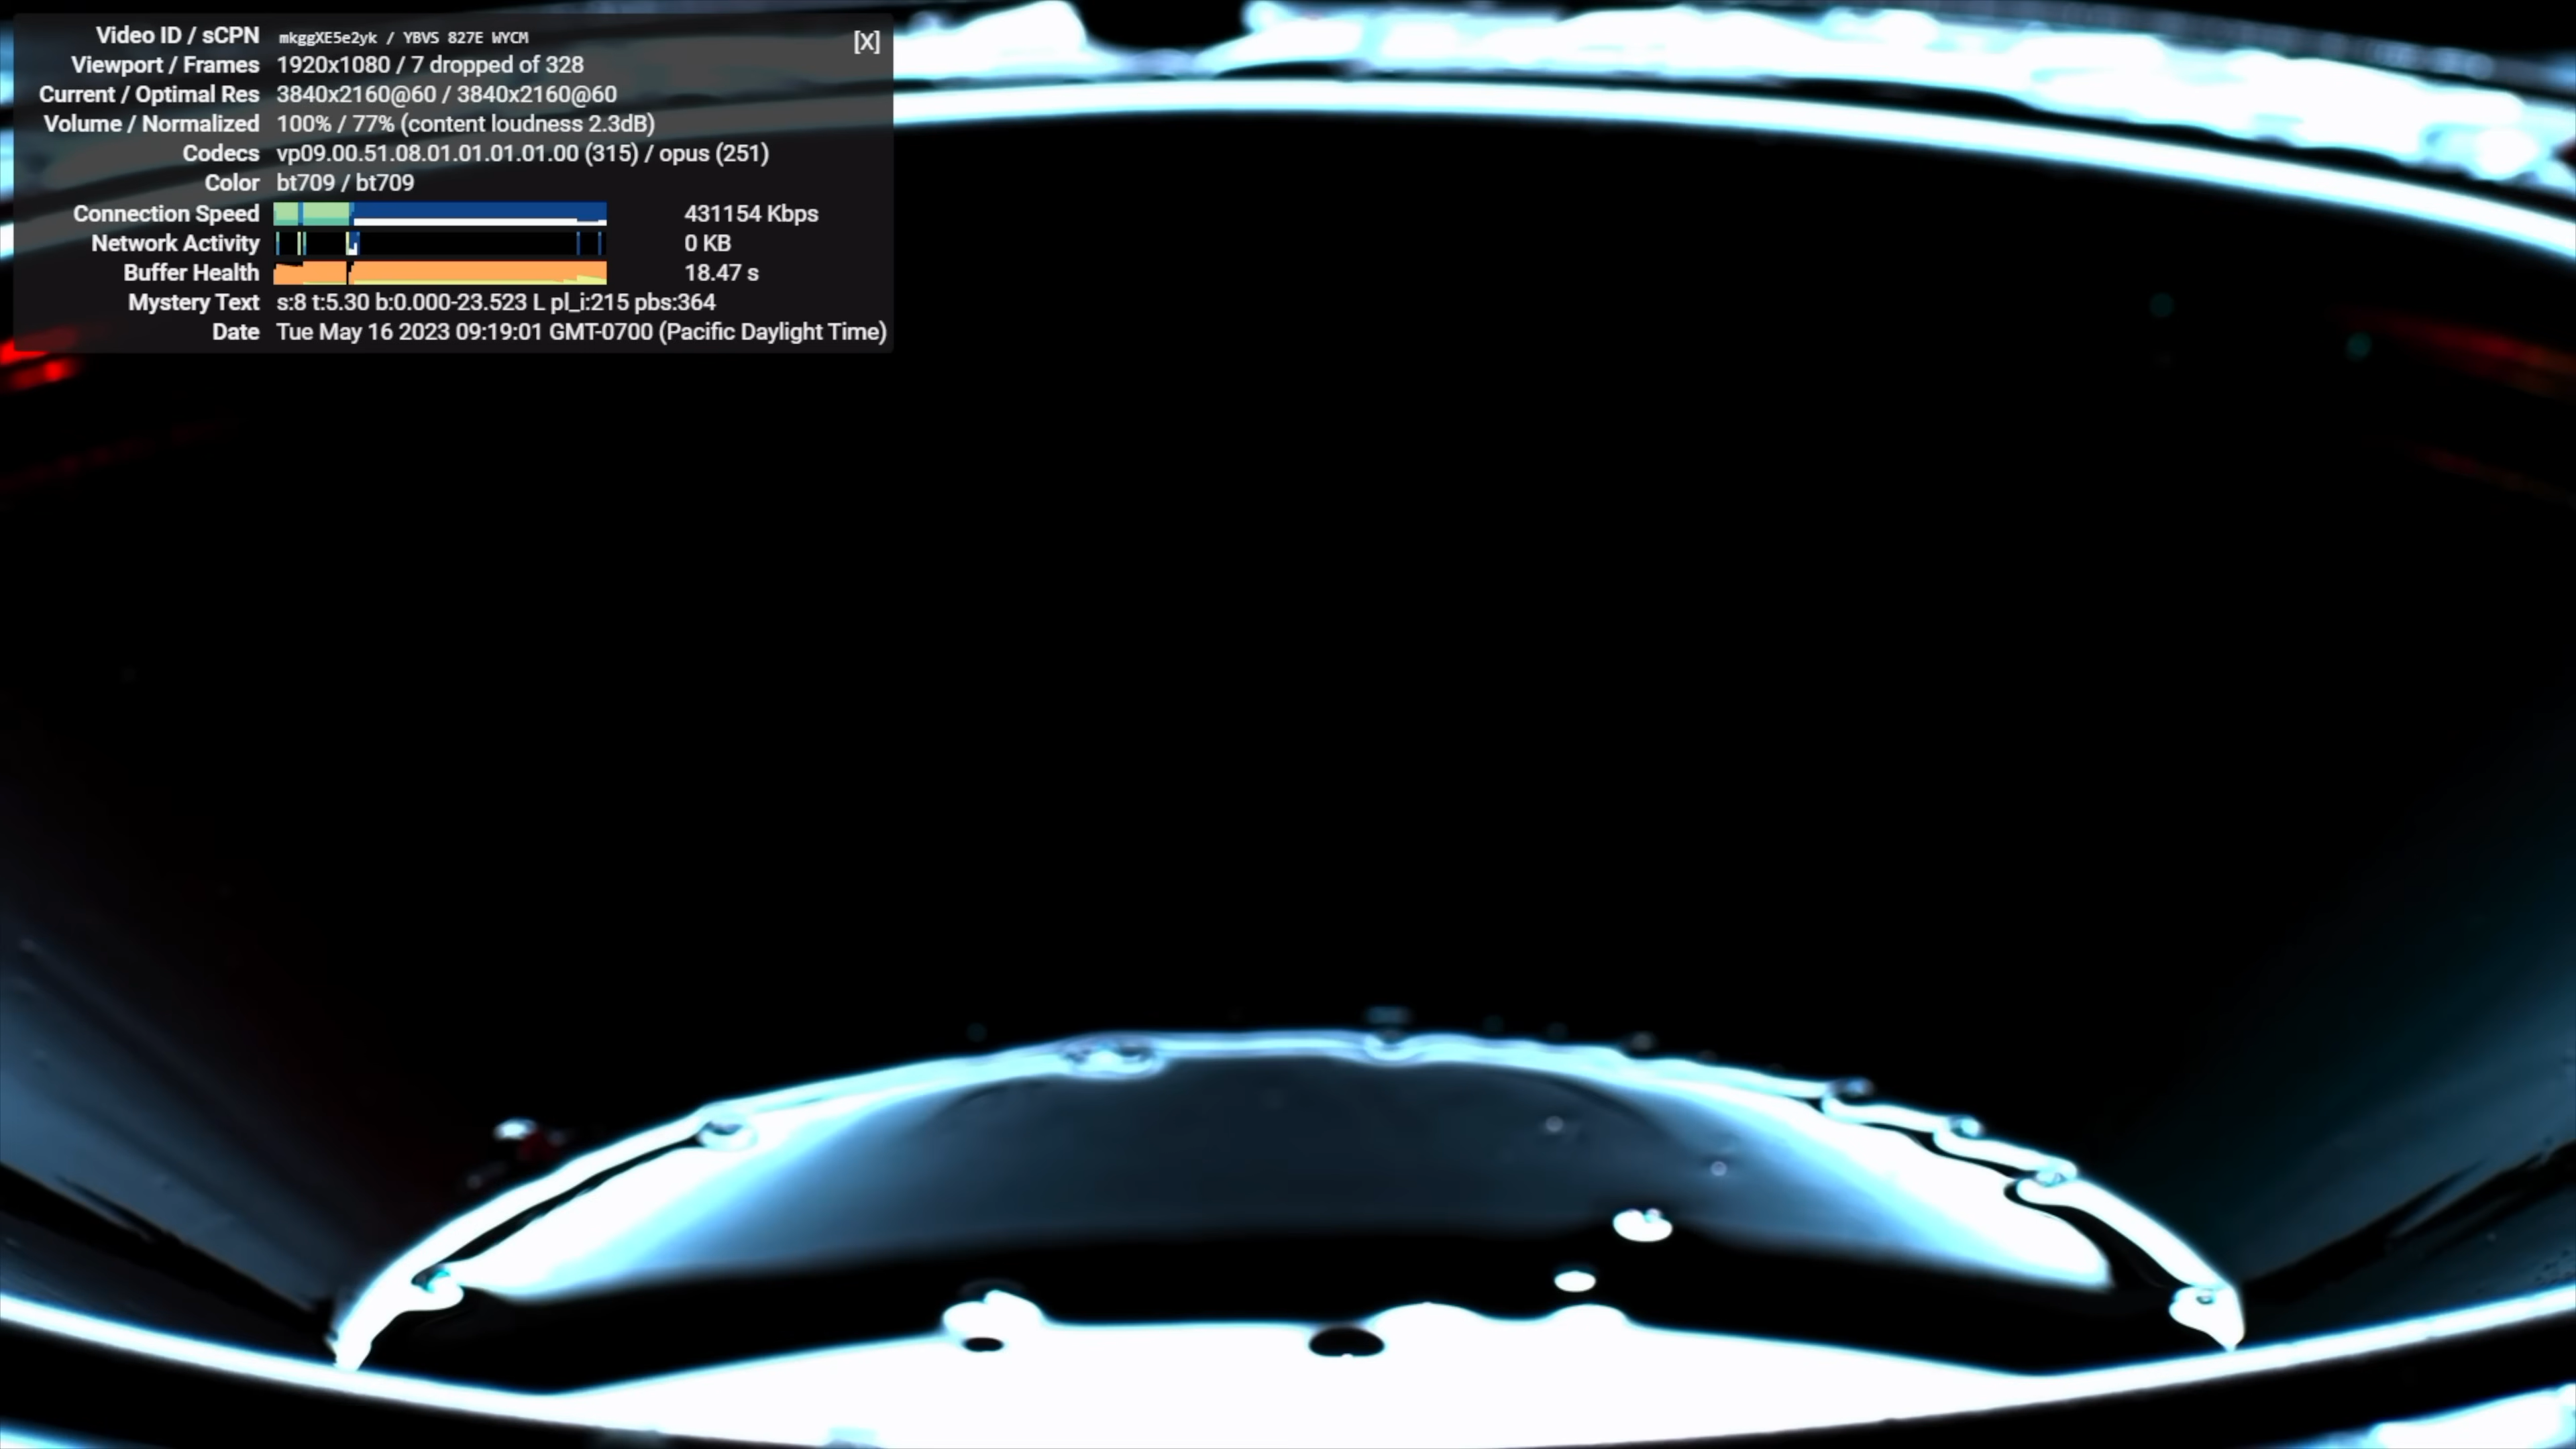 Video ID / sCPN mkggXE5e2yk / YBVS 827E WYCM [X]
Viewport / Frames 1920x1080 / 7 dropped of 328
Current / Optimal Res 3840x2160@60 / 3840x2160@60
Volume / Normalized 100% / 77% (content loudness 2.3dB)
Codecs vp09.00.51.08.01.01.01.01.00 (315) / opus (251)
Color bt709 / bt709
Connection Speed 431154 Kbps
Network Activity 0 KB
Buffer Health 18.47 s
Mystery Text s:8 t:5.30 b:0.000-23.523 L pl_i:215 pbs:364
Date Tue May 16 2023 09:19:01 GMT-0700 (Pacific Daylight Time)